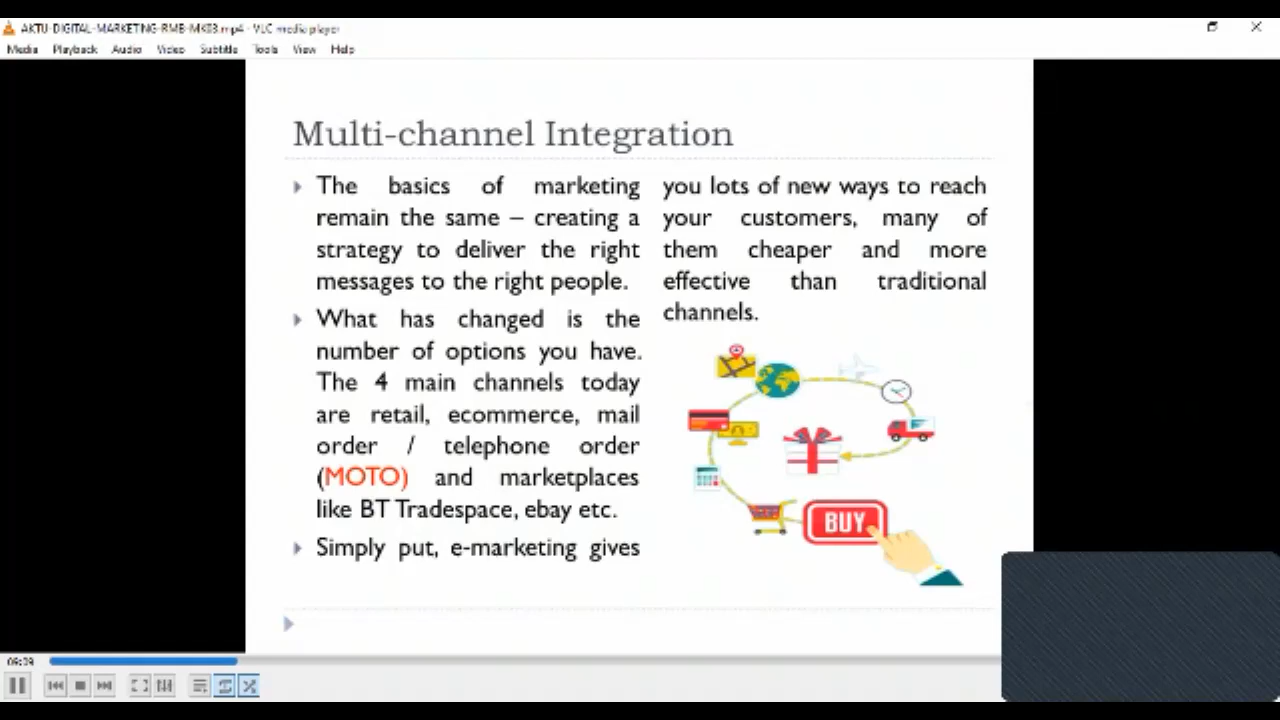 AKTU-DIGITAL-MARKETING-RMB-MK03.mp4 - VLC media player
Media Playback Audio Video Subtitle Tools View Help
Multi-channel Integration
The basics of marketing
remain the same – creating a
strategy to deliver the right
messages to the right people.
What has changed is the
number of options you have.
The 4 main channels today
are retail, ecommerce, mail
order / telephone order
(MOTO) and marketplaces
like BT Tradespace, ebay etc.
Simply put, e-marketing gives
you lots of new ways to reach
your customers, many of
them cheaper and more
effective than traditional
channels.
BUY